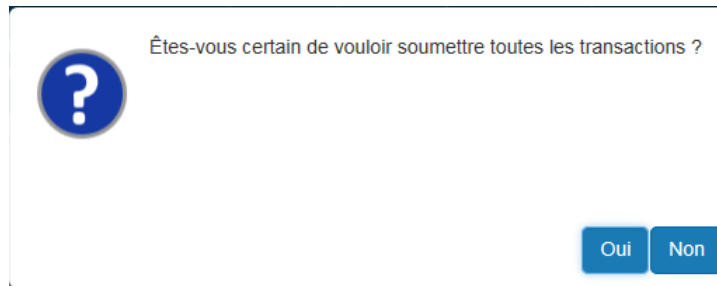 Êtes-vous certain de vouloir soumettre toutes les transactions ?
Oui
Non